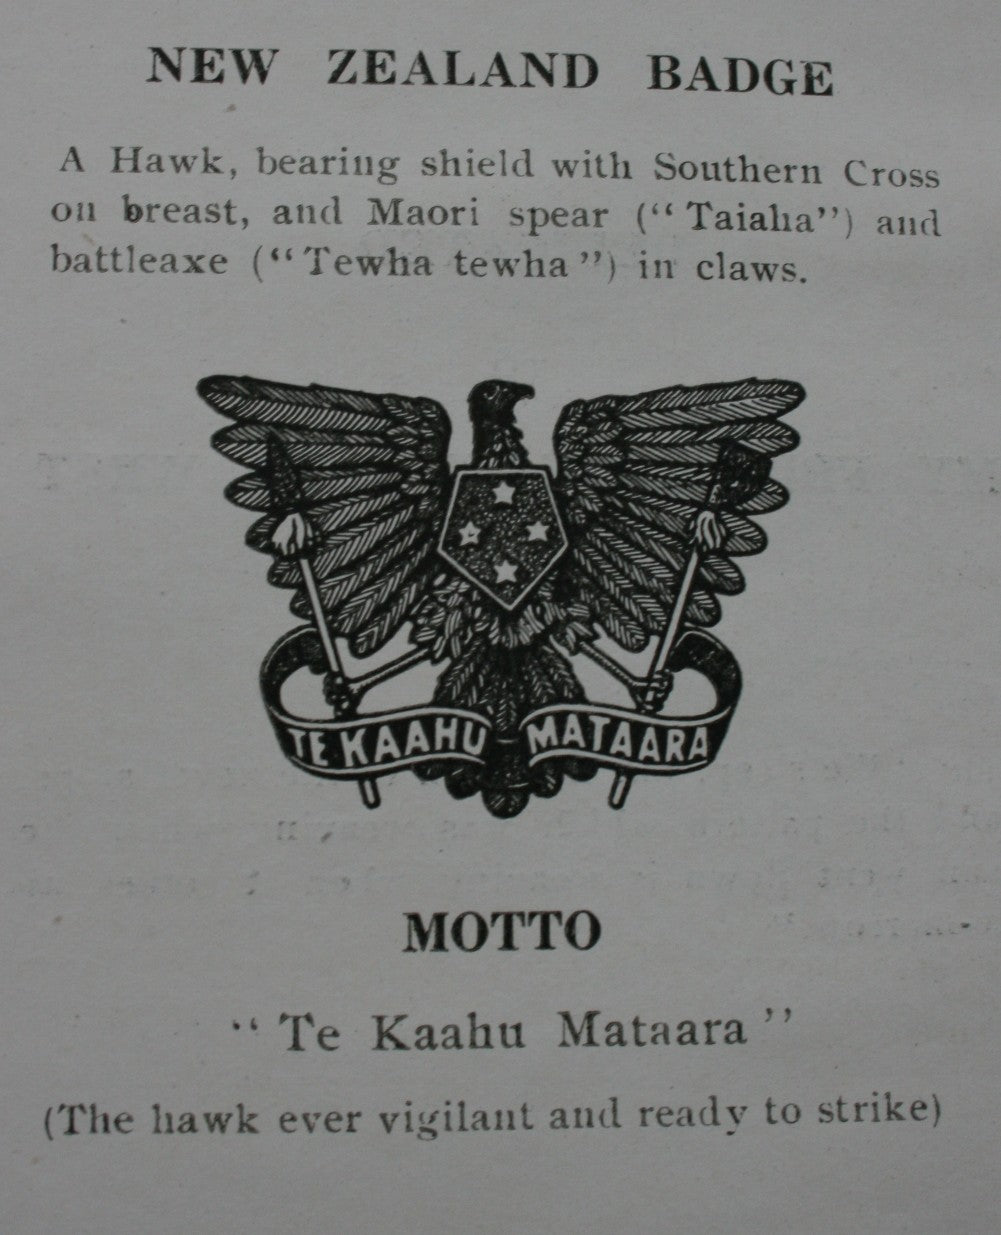 NEW ZEALAND BADGE
A Hawk, bearing shield with Southern Cross
on breast, and Maori spear (“Taiaha”) and
battleaxe (“Tewha tewha”) in claws.
TE KAAHU MATAARA
MOTTO
“Te Kaahu Mataara”
(The hawk ever vigilant and ready to strike)